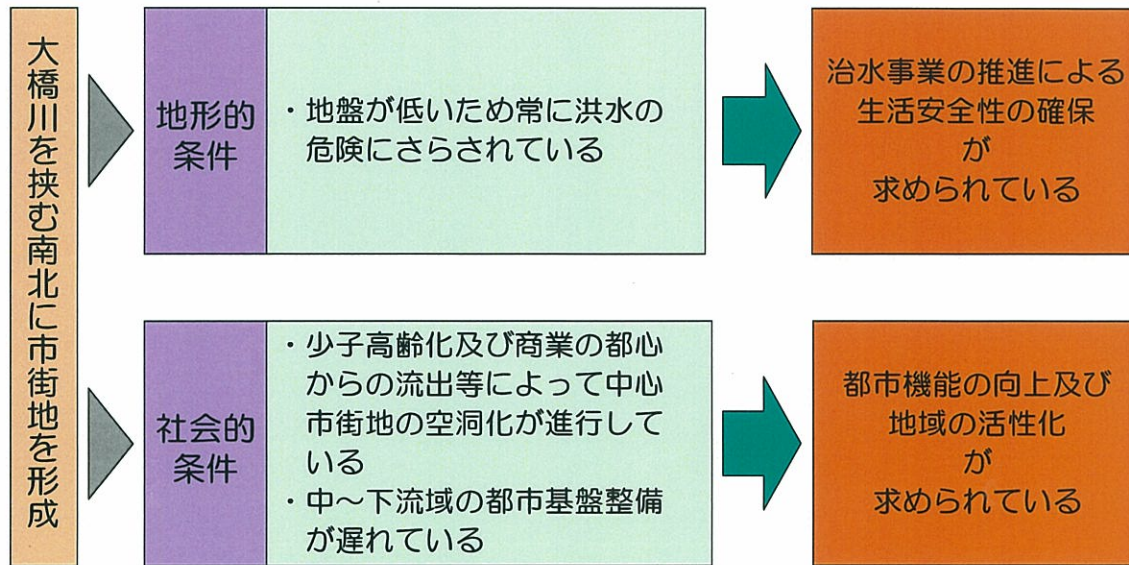 大橋川を挟む南北に市街地を形成
地形的
条件
・地盤が低いため常に洪水の
危険にさらされている
治水事業の推進による
生活安全性の確保
が
求められている
社会的
条件
・少子高齢化及び商業の都心
からの流出等によって中心
市街地の空洞化が進行して
いる
・中～下流域の都市基盤整備
が遅れている
都市機能の向上及び
地域の活性化
が
求められている